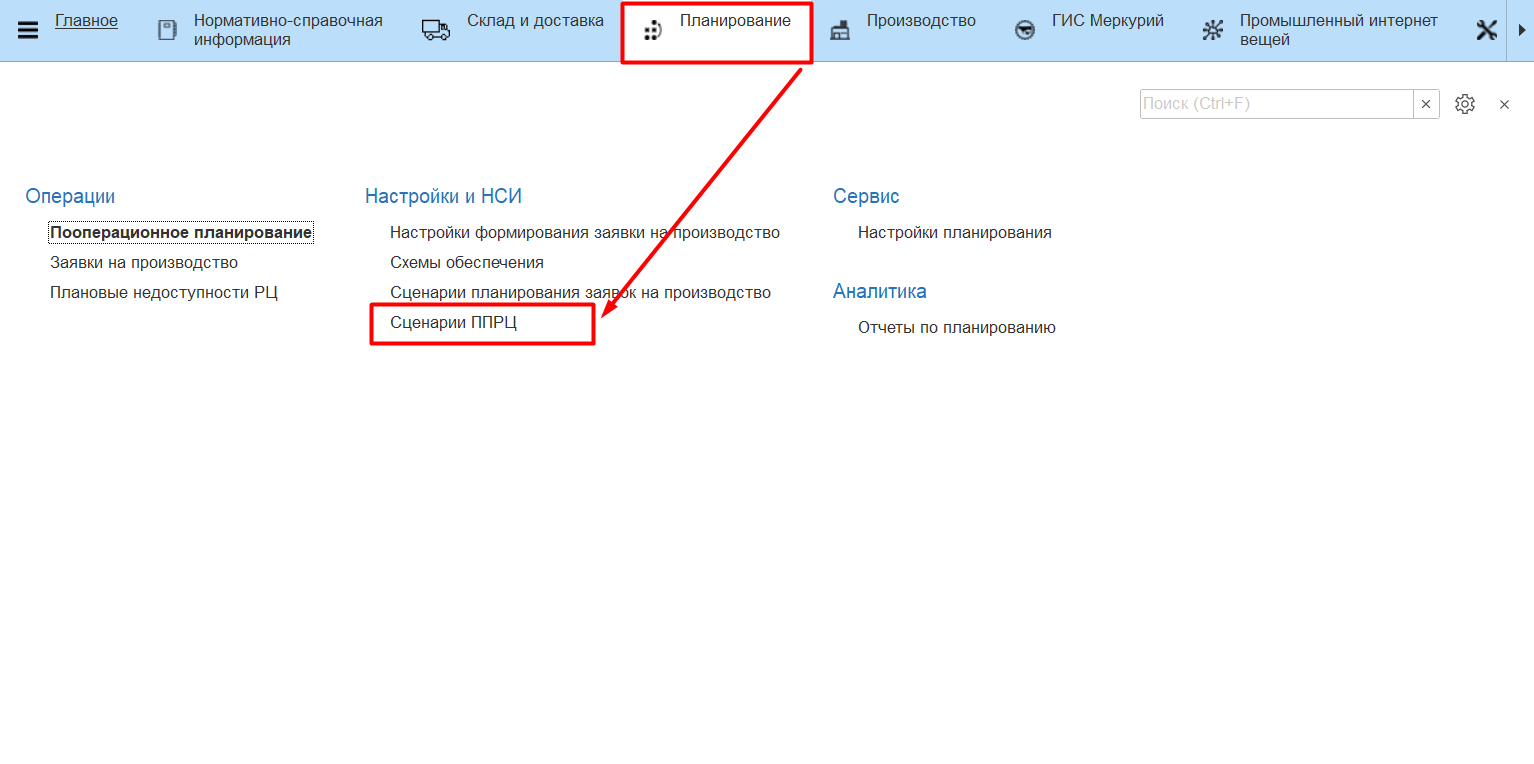 Главное
Нормативно-справочная
информация
Склад и доставка
Планирование
Производство
ГИС Меркурий
Промышленный интернет
вещей
Поиск (Ctrl+F)
Операции
Пооперационное планирование
Заявки на производство
Плановые недоступности РЦ
Настройки и НСИ
Настройки формирования заявки на производство
Схемы обеспечения
Сценарии планирования заявок на производство
Сценарии ППРЦ
Сервис
Настройки планирования
Аналитика
Отчеты по планированию